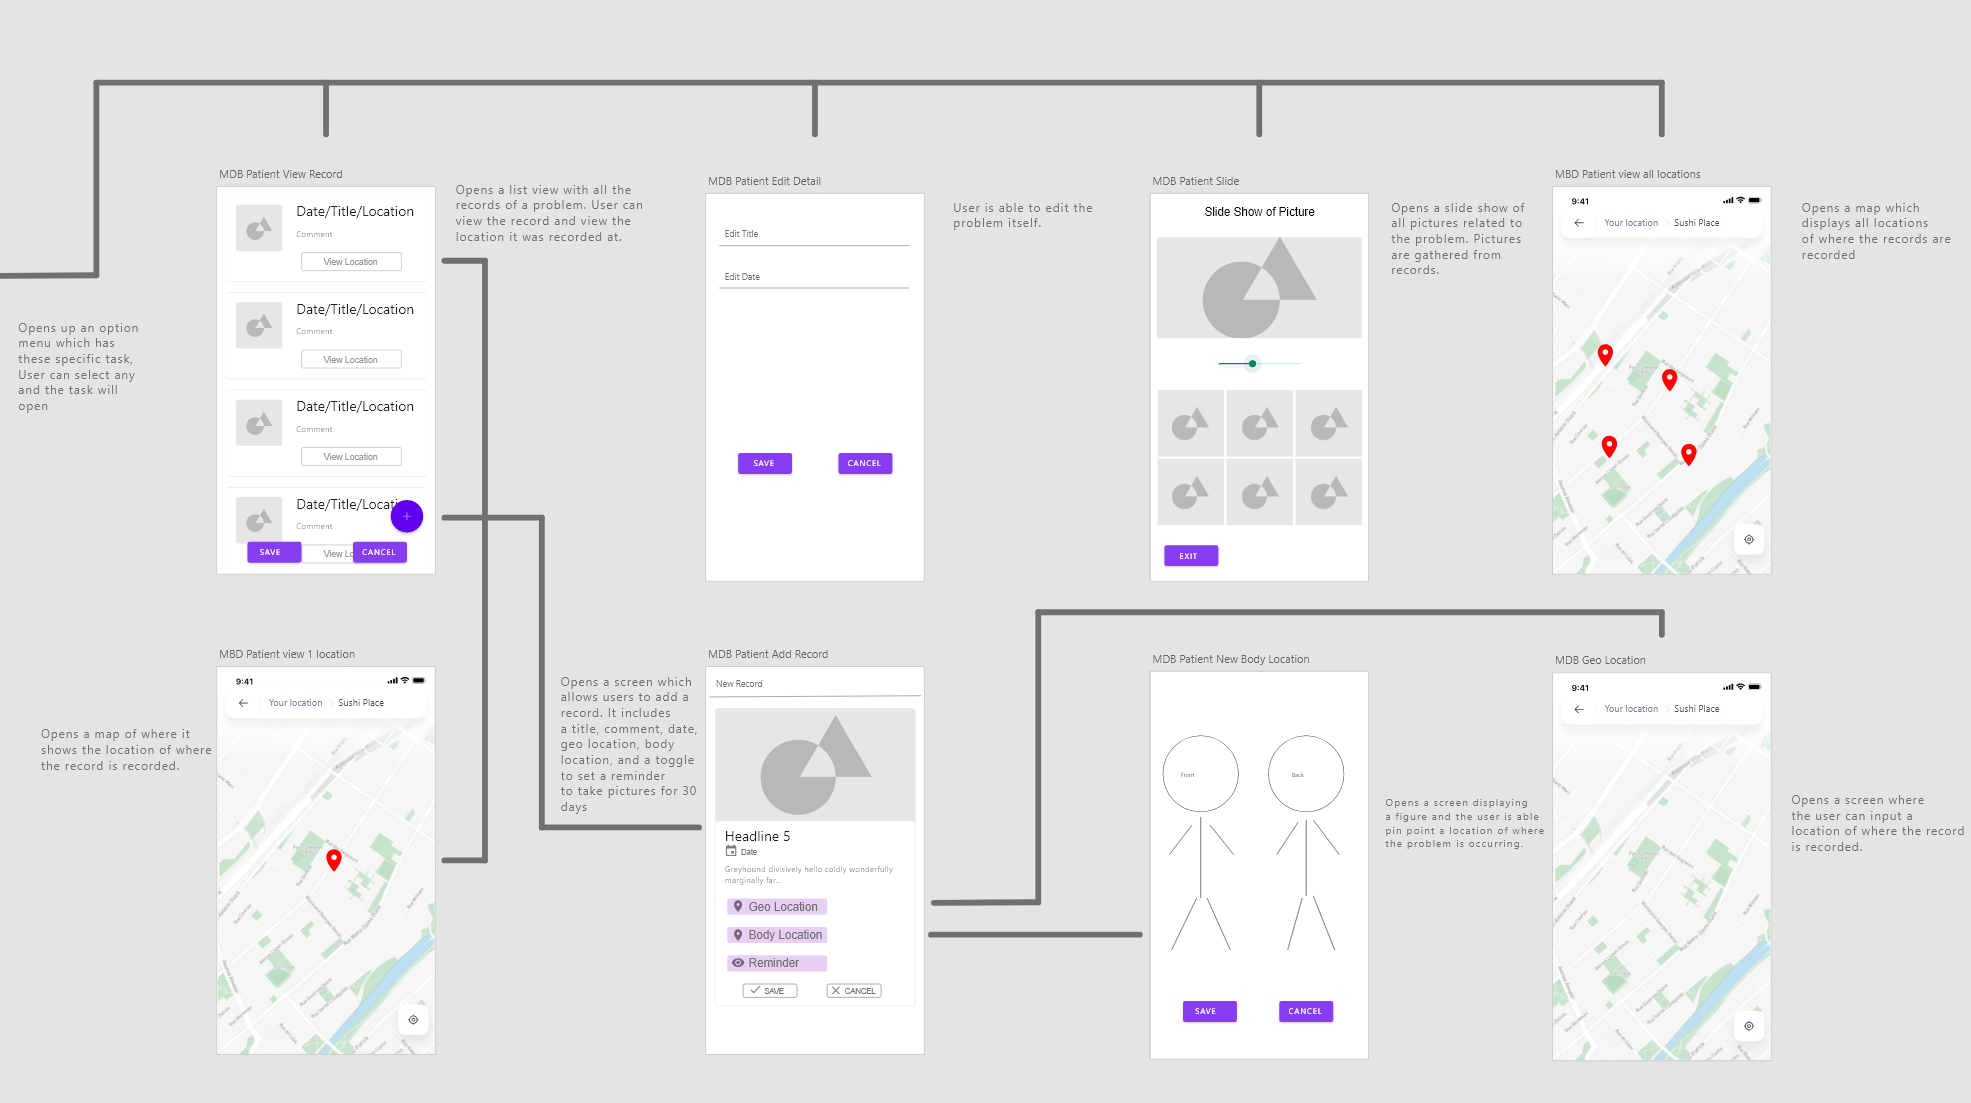 MDB Patient View Record
Date/Title/Location
Comment
View Location
Date/Title/Location
Comment
View Location
Date/Title/Location
Comment
View Location
Date/Title/Locati
Comment
+
SAVE
View Lo
CANCEL
Opens a list view with all the
records of a problem. User can
view the record and view the
location it was recorded at.
MDB Patient Edit Detail
Edit Title
Edit Date
SAVE
CANCEL
User is able to edit the
problem itself.
MDB Patient Slide
Slide Show of Picture
EXIT
Opens a slide show of
all pictures related to
the problem. Pictures
are gathered from
records.
MBD Patient view all locations
9:41
Your location
Sushi Place
Opens a map which
displays all locations
of where the records are
recorded
Opens up an option
menu which has
these specific task,
User can select any
and the task will
open
MBD Patient view 1 location
9:41
Your location
Sushi Place
Opens a map of where it
shows the location of where
the record is recorded.
Opens a screen which
allows users to add a
record. It includes
a title, comment, date,
geo location, body
location, and a toggle
to set a reminder
to take pictures for 30
days
MDB Patient Add Record
New Record
Headline 5
Date
Greyhound divisively hello coldly wonderfully
marginally far...
Geo Location
Body Location
Reminder
SAVE
CANCEL
MDB Patient New Body Location
Front
Back
SAVE
CANCEL
Opens a screen displaying
a figure and the user is able
pin point a location of where
the problem is occurring.
MDB Geo Location
9:41
Your location
Sushi Place
Opens a screen where
the user can input a
location of where the record
is recorded.